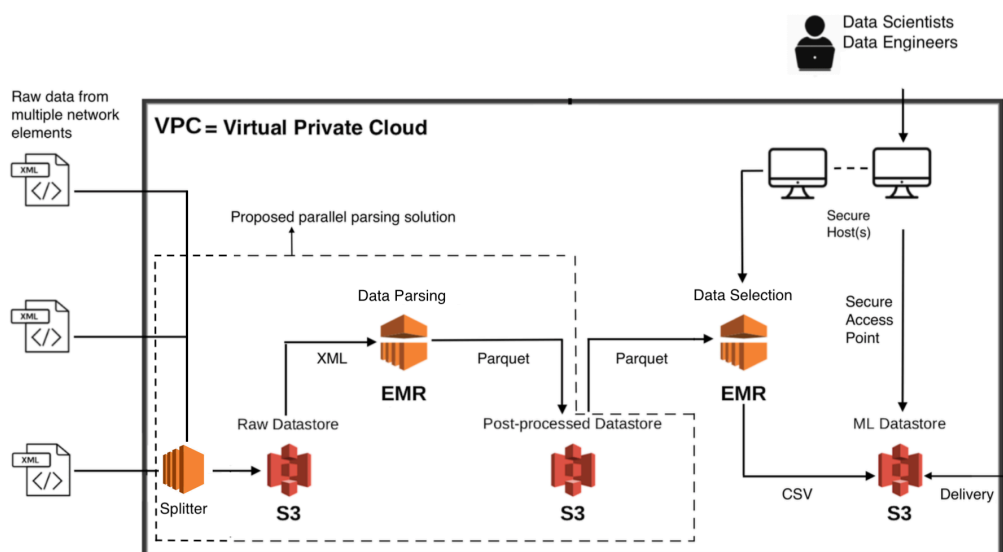 Data Scientists
Data Engineers
Raw data from
multiple network
elements
VPC = Virtual Private Cloud
XML
</>
Secure
Host(s)
Proposed parallel parsing solution
Data Parsing
Data Selection
XML
</>
Secure
Access
Point
XML
Parquet
Parquet
EMR
EMR
Raw Datastore
Post-processed Datastore
ML Datastore
XML
</>
Splitter
S3
S3
CSV
S3
Delivery